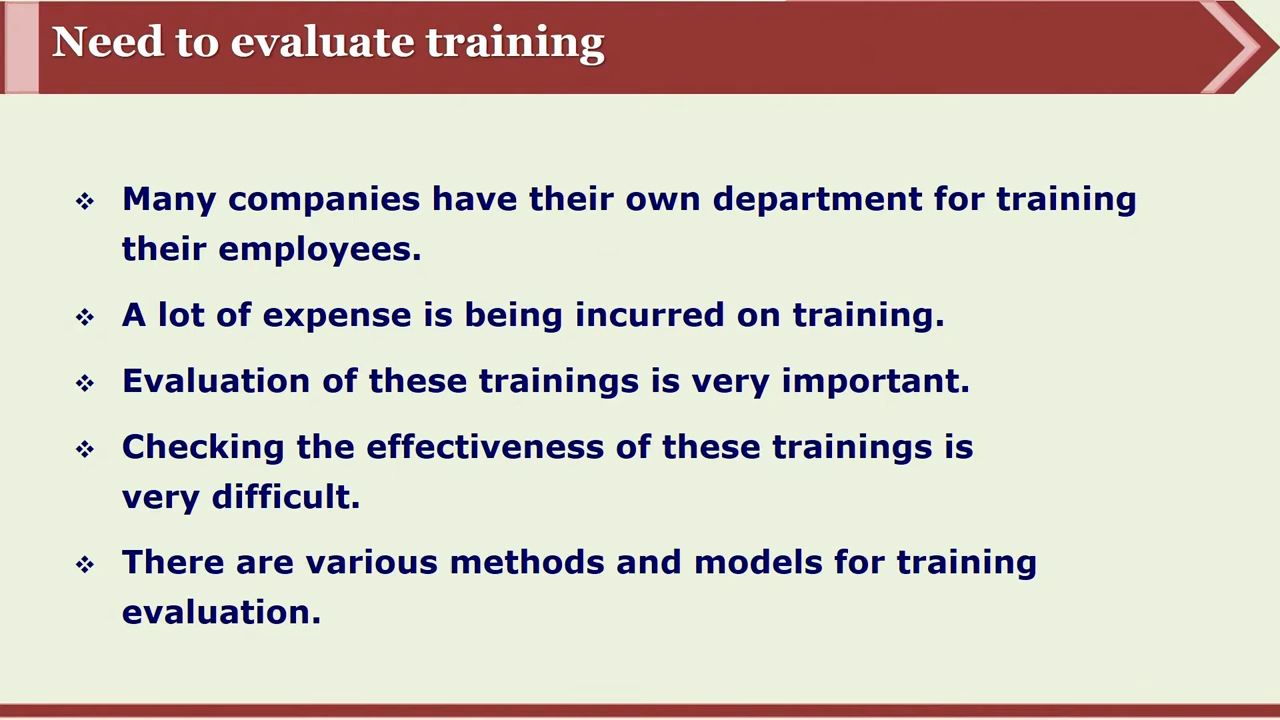 Need to evaluate training
❖ Many companies have their own department for training
their employees.
❖ A lot of expense is being incurred on training.
❖ Evaluation of these trainings is very important.
❖ Checking the effectiveness of these trainings is
very difficult.
❖ There are various methods and models for training
evaluation.